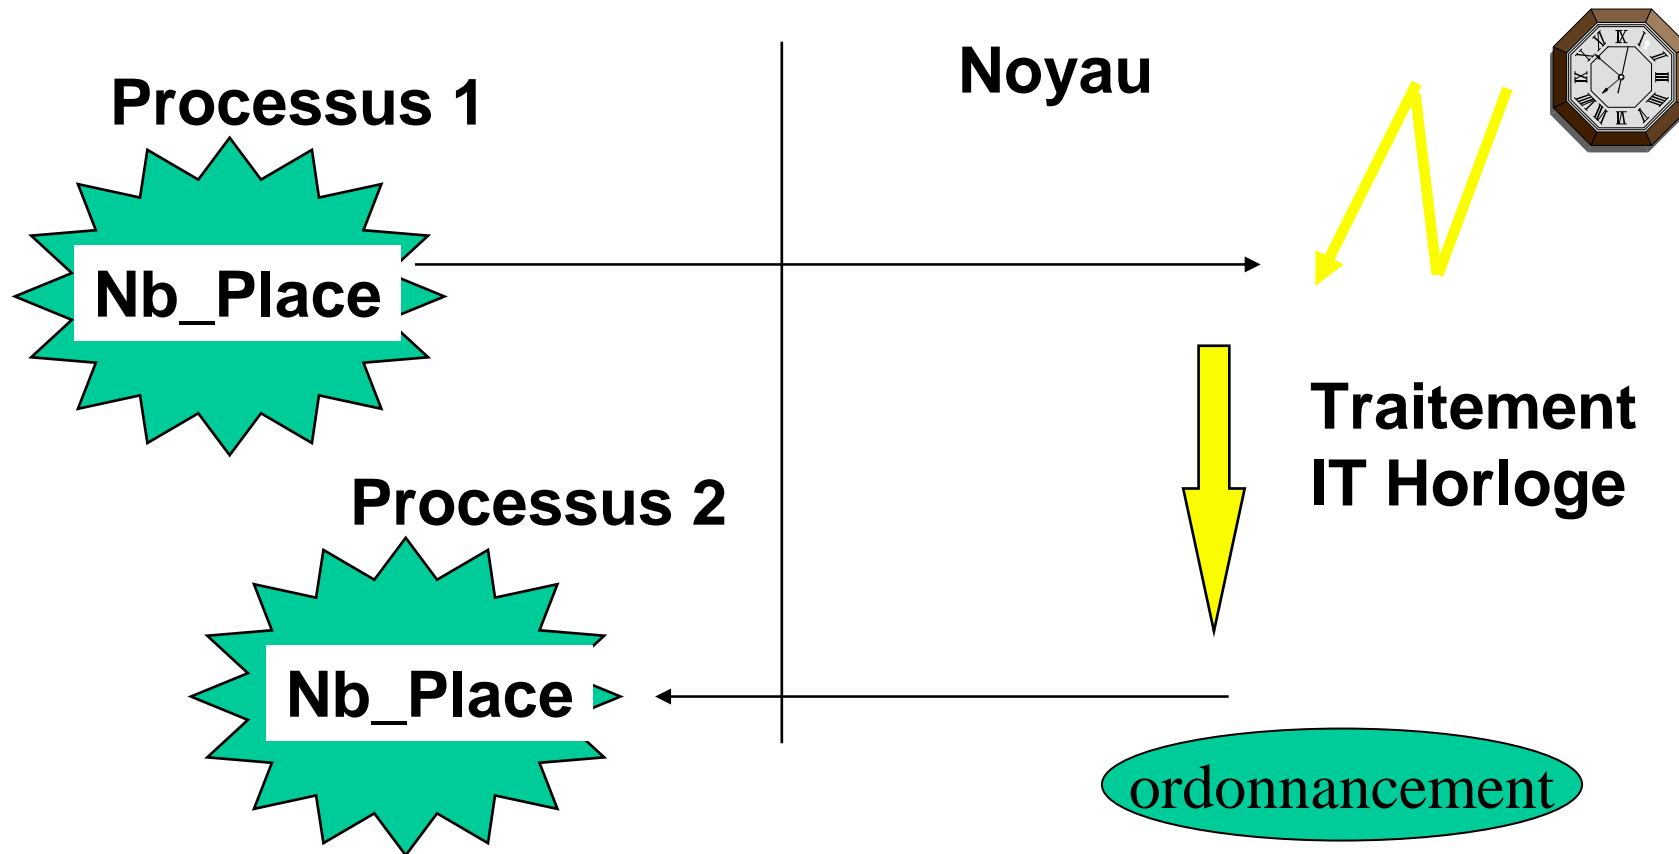 Noyau
Processus 1
Nb_Place
Traitement
IT Horloge
Processus 2
Nb_Place
ordonnancement